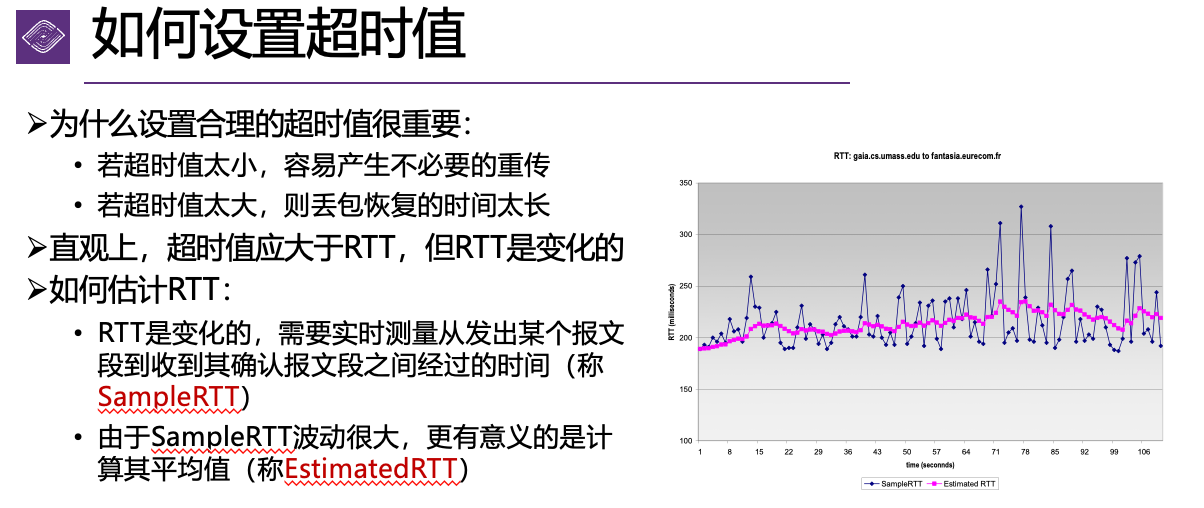 如何设置超时值
➢为什么设置合理的超时值很重要：
• 若超时值太小，容易产生不必要的重传
• 若超时值太大，则丢包恢复的时间太长
➢直观上，超时值应大于RTT，但RTT是变化的
➢如何估计RTT：
• RTT是变化的，需要实时测量从发出某个报文
段到收到其确认报文段之间经过的时间（称
SampleRTT）
• 由于SampleRTT波动很大，更有意义的是计
算其平均值（称EstimatedRTT）
RTT: gaia.cs.umass.edu to fantasia.eurecom.fr
350
300
250
200
150
100
RTT (milliseconds)
1 8 15 22 29 36 43 50 57 64 71 78 85 92 99 106
time (seconnds)
SampleRTT Estimated RTT